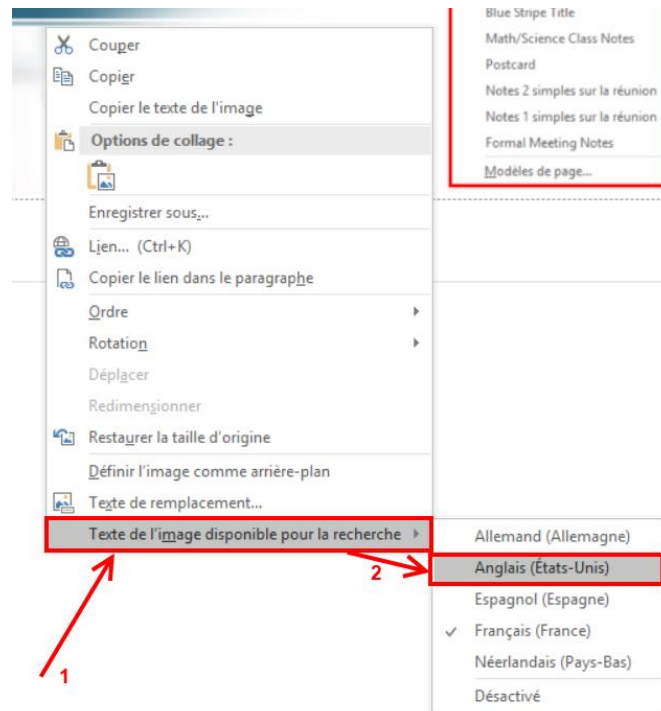 Couper
Copier
Copier le texte de l'image
Options de collage :
Enregistrer sous...
Lien... (Ctrl+K)
Copier le lien dans le paragraphe
Ordre
Rotation
Déplacer
Redimensionner
Restaurer la taille d'origine
Définir l'image comme arrière-plan
Texte de remplacement...
Texte de l'image disponible pour la recherche
Blue Stripe Title
Math/Science Class Notes
Postcard
Notes 2 simples sur la réunion
Notes 1 simples sur la réunion
Formal Meeting Notes
Modèles de page...
Allemand (Allemagne)
Anglais (États-Unis)
Espagnol (Espagne)
Français (France)
Néerlandais (Pays-Bas)
Désactivé
1
2